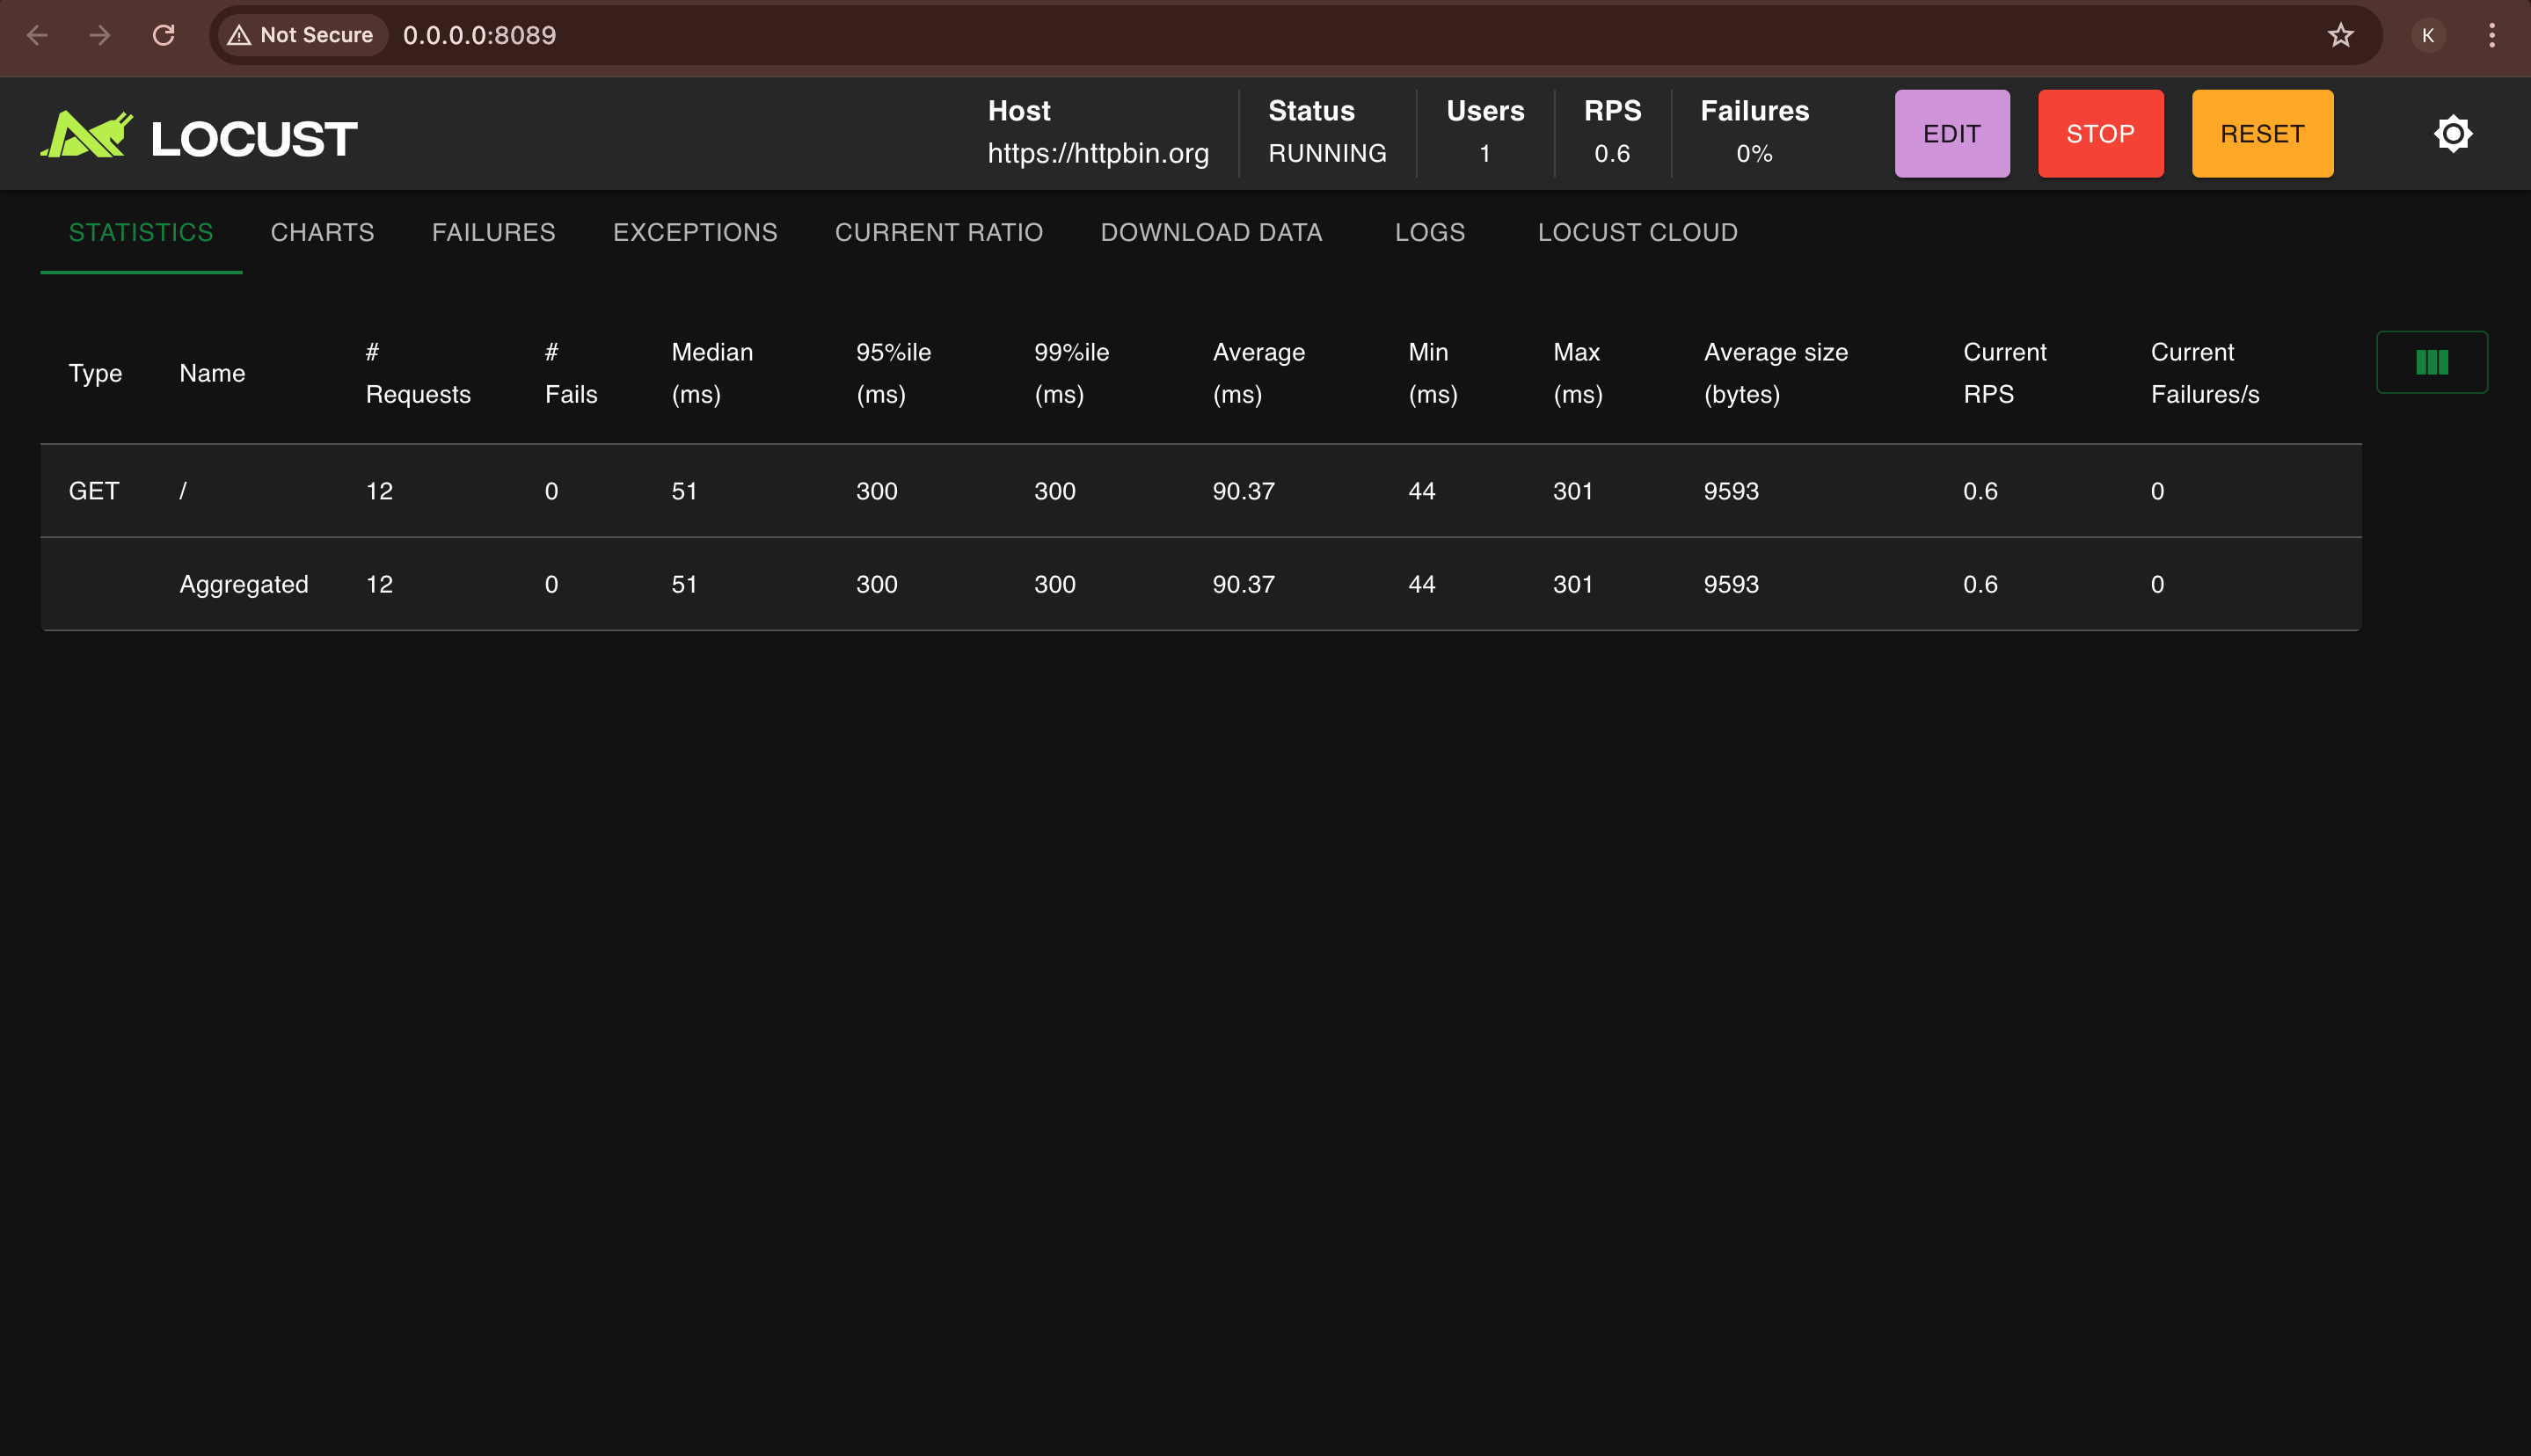 Not Secure 0.0.0.0:8089 K
LOCUST
Host Status Users RPS Failures
https://httpbin.org RUNNING 1 0.6 0%
EDIT STOP RESET
STATISTICS CHARTS FAILURES EXCEPTIONS CURRENT RATIO DOWNLOAD DATA LOGS LOCUST CLOUD
Type Name # Requests # Fails Median (ms) 95%ile (ms) 99%ile (ms) Average (ms) Min (ms) Max (ms) Average size (bytes) Current RPS Current Failures/s
GET / 12 0 51 300 300 90.37 44 301 9593 0.6 0
Aggregated 12 0 51 300 300 90.37 44 301 9593 0.6 0